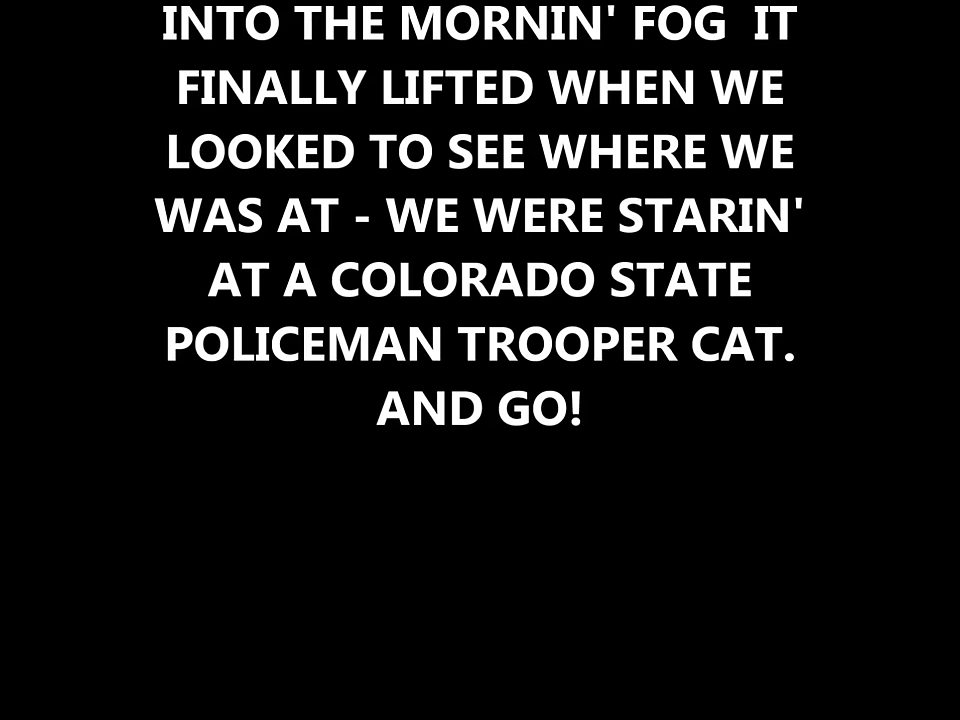 INTO THE MORNIN' FOG  IT
FINALLY LIFTED WHEN WE
LOOKED TO SEE WHERE WE
WAS AT - WE WERE STARIN'
AT A COLORADO STATE
POLICEMAN TROOPER CAT.
AND GO!